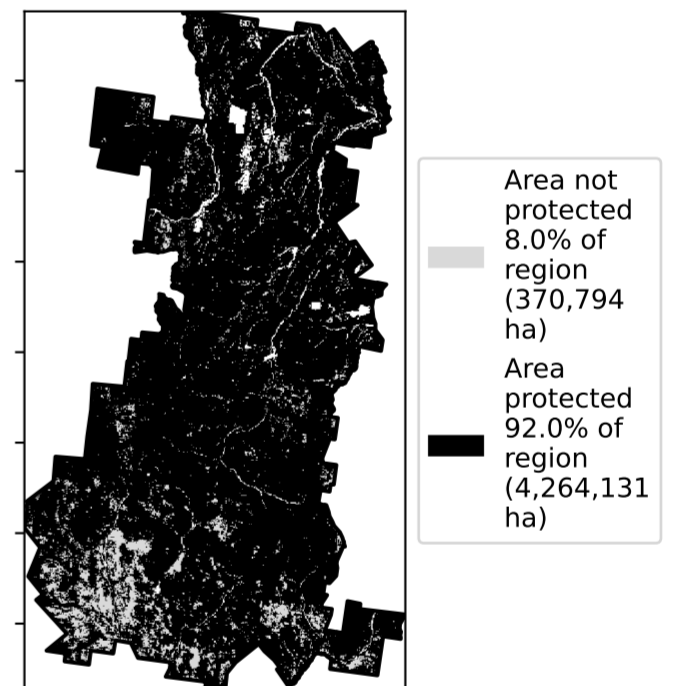 Area not
protected
8.0% of
region
(370,794
ha)
Area
protected
92.0% of
region
(4,264,131
ha)